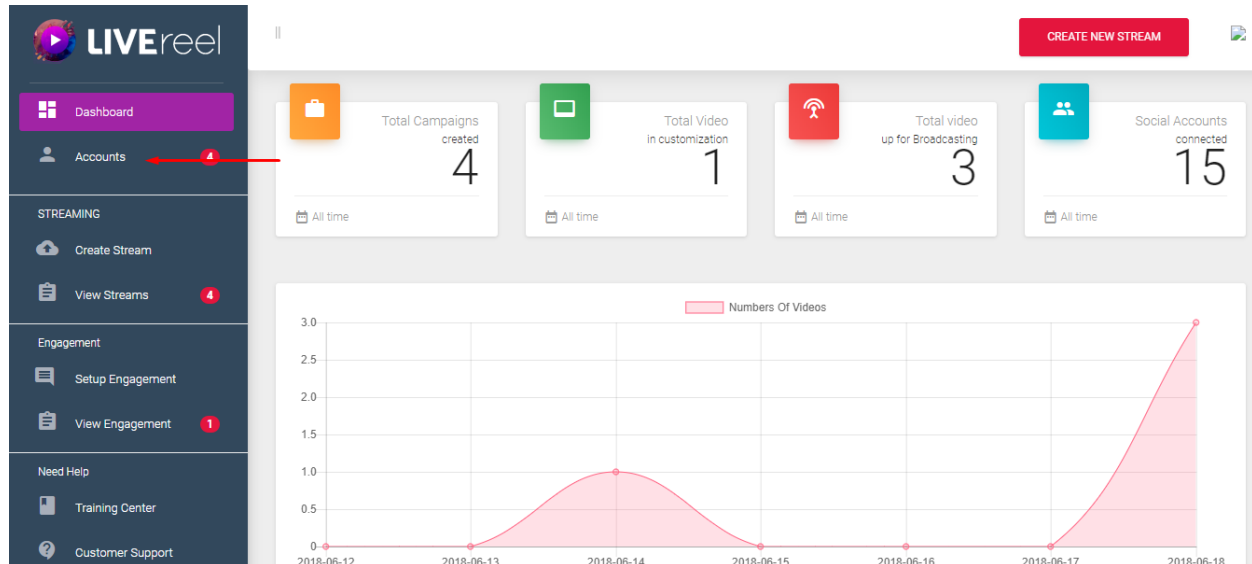 LIVEreel
CREATE NEW STREAM
Dashboard
Accounts 4
STREAMING
Create Stream
View Streams 4
Engagement
Setup Engagement
View Engagement 1
Need Help
Training Center
Customer Support
Total Campaigns
created
4
All time
Total Video
in customization
1
All time
Total video
up for Broadcasting
3
All time
Social Accounts
connected
15
All time
Numbers Of Videos
3.0
2.5
2.0
1.5
1.0
0.5
0
2018-06-12 2018-06-13 2018-06-14 2018-06-15 2018-06-16 2018-06-17 2018-06-18